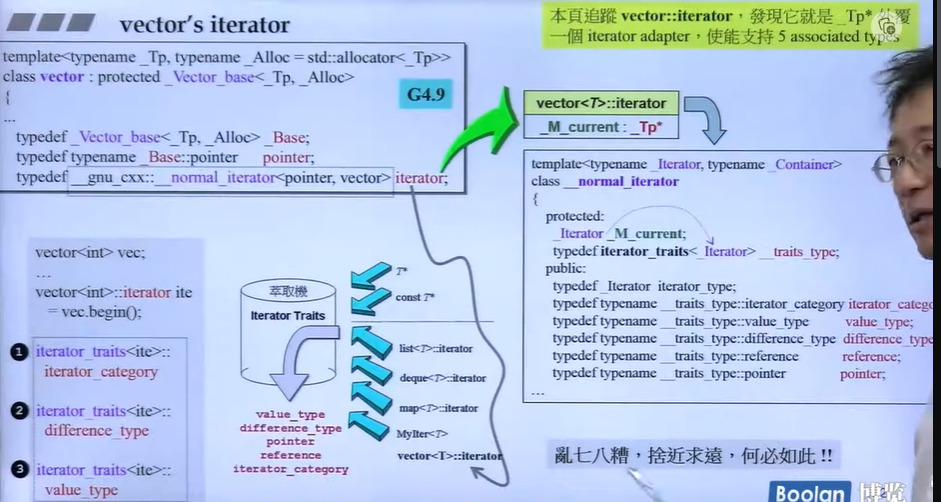 vector's iterator
本頁追蹤 vector::iterator，發現它就是 _Tp* 外覆
一個 iterator adapter，使能支持 5 associated types
template<typename _Tp, typename _Alloc = std::allocator<_Tp>>
class vector : protected _Vector_base<_Tp, _Alloc>
{
...
typedef _Vector_base<_Tp, _Alloc> _Base;
typedef typename _Base::pointer pointer;
typedef __gnu_cxx::__normal_iterator<pointer, vector> iterator;
G4.9
vector<T>::iterator
_M_current : _Tp*
template<typename _Iterator, typename _Container>
class __normal_iterator
{
protected:
_Iterator _M_current;
typedef iterator_traits<_Iterator> __traits_type;
public:
typedef _Iterator iterator_type;
typedef typename __traits_type::iterator_category iterator_catego
typedef typename __traits_type::value_type value_type;
typedef typename __traits_type::difference_type difference_type
typedef typename __traits_type::reference reference;
typedef typename __traits_type::pointer pointer;
...
vector<int> vec;
...
vector<int>::iterator ite
= vec.begin();
1 iterator_traits<ite>::
iterator_category
2 iterator_traits<ite>::
difference_type
3 iterator_traits<ite>::
value_type
萃取機
Iterator Traits
value_type
difference_type
pointer
reference
iterator_category
T*
const T*
list<T>::iterator
deque<T>::iterator
map<T>::iterator
MyIter<T>
vector<T>::iterator
亂七八糟，捨近求遠，何必如此 !!
Boolan 博览